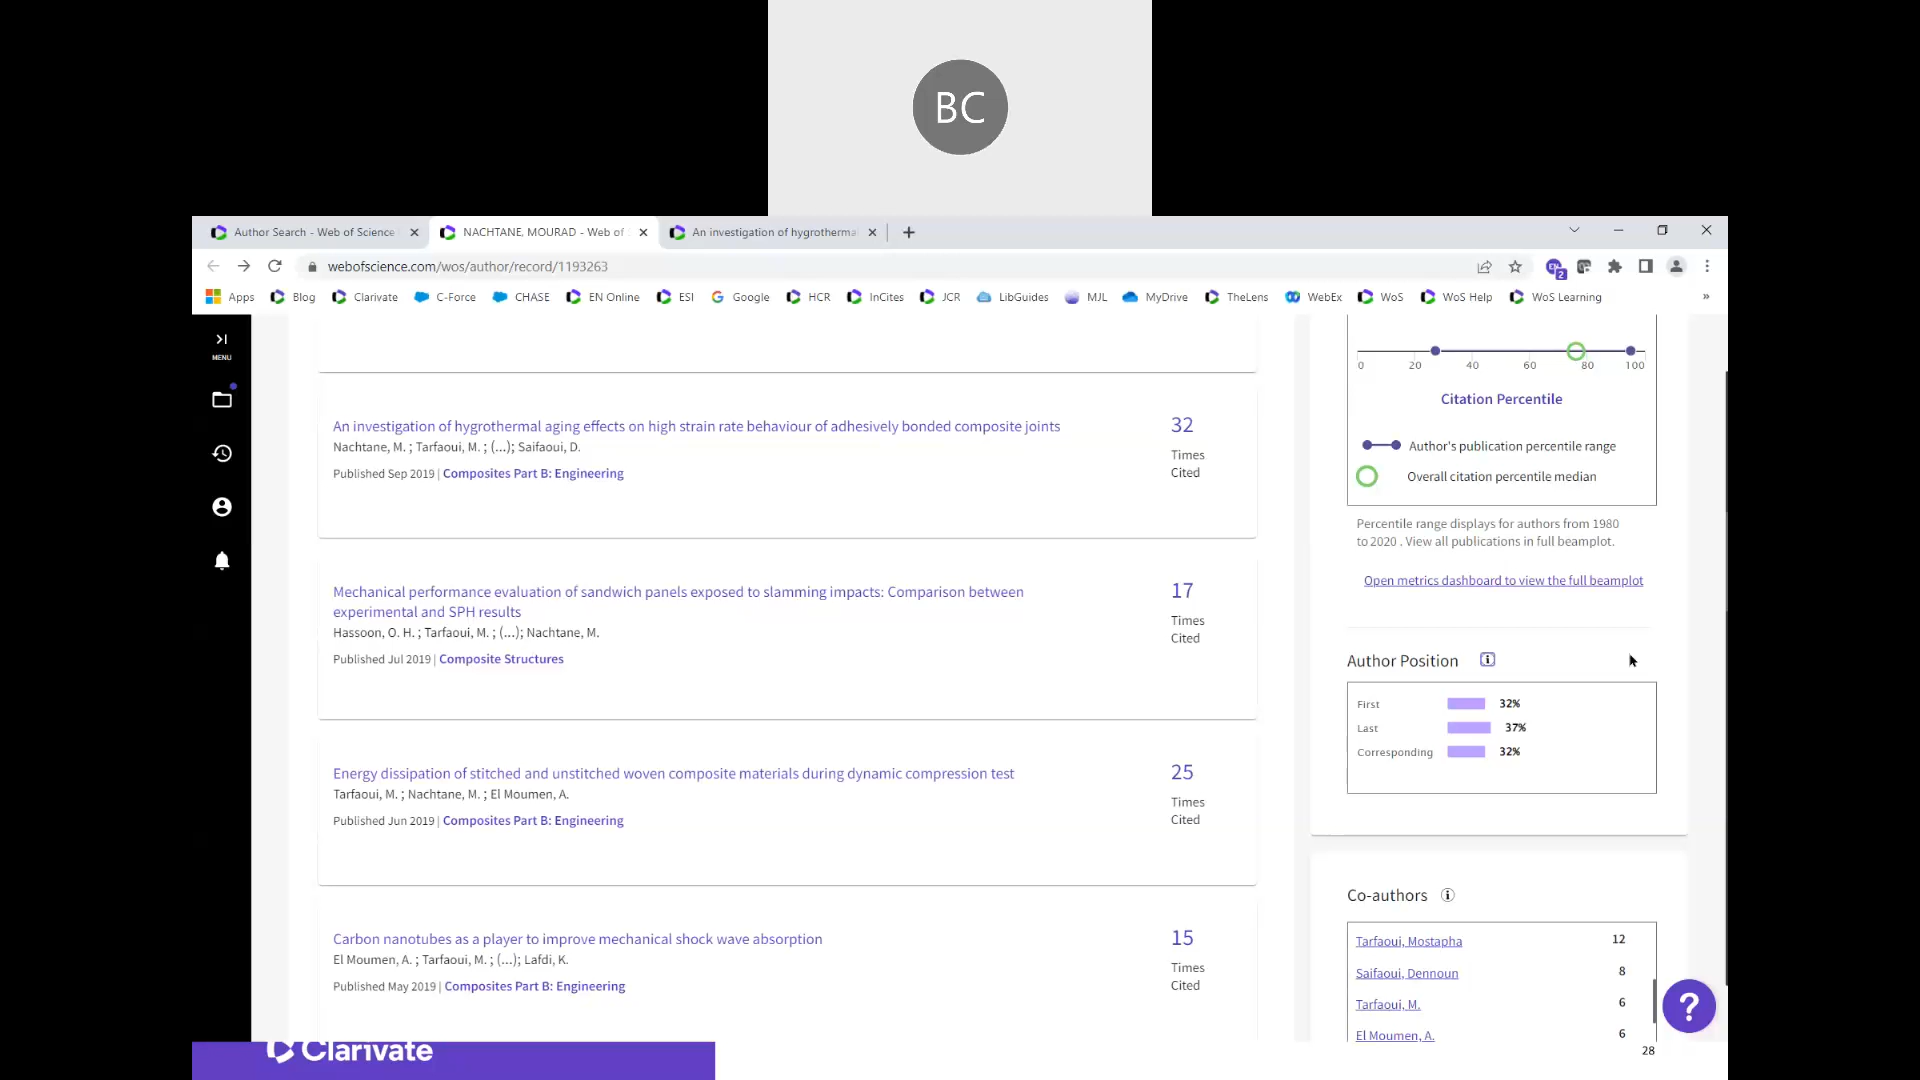 BC
Author Search - Web of Science
NACHTANE, MOURAD - Web of
An investigation of hygrotherma
webofscience.com/wos/author/record/1193263
2
Apps Blog Clarivate C-Force CHASE EN Online ESI Google HCR InCites JCR LibGuides MJL MyDrive TheLens WebEx WoS WoS Help WoS Learning »
MENU
An investigation of hygrothermal aging effects on high strain rate behaviour of adhesively bonded composite joints
Nachtane, M. ; Tarfaoui, M. ; (...); Saifaoui, D.
Published Sep 2019 | Composites Part B: Engineering
32
Times
Cited
Mechanical performance evaluation of sandwich panels exposed to slamming impacts: Comparison between
experimental and SPH results
Hassoon, O. H. ; Tarfaoui, M. ; (...); Nachtane, M.
Published Jul 2019 | Composite Structures
17
Times
Cited
Energy dissipation of stitched and unstitched woven composite materials during dynamic compression test
Tarfaoui, M. ; Nachtane, M. ; El Moumen, A.
Published Jun 2019 | Composites Part B: Engineering
25
Times
Cited
Carbon nanotubes as a player to improve mechanical shock wave absorption
El Moumen, A. ; Tarfaoui, M. ; (...); Lafdi, K.
Published May 2019 | Composites Part B: Engineering
15
Times
Cited
0 20 40 60 80 100
Citation Percentile
Author's publication percentile range
Overall citation percentile median
Percentile range displays for authors from 1980
to 2020 . View all publications in full beamplot.
Open metrics dashboard to view the full beamplot
Author Position
First 32%
Last 37%
Corresponding 32%
Co-authors
Tarfaoui, Mostapha 12
Saifaoui, Dennoun 8
Tarfaoui, M. 6
El Moumen, A. 6
?
28
Clarivate